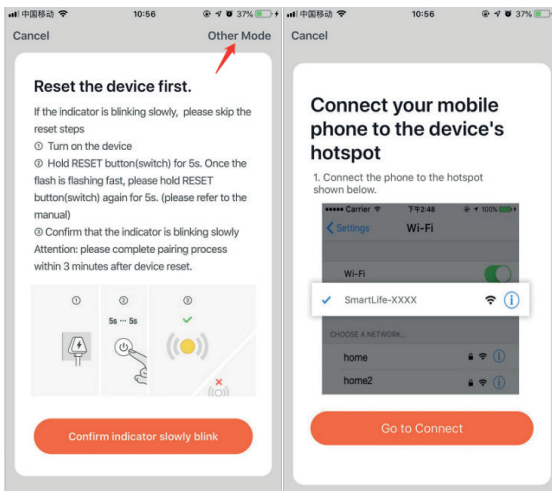 中国移动 10:56 37%
Cancel Other Mode
Reset the device first.
If the indicator is blinking slowly, please skip the
reset steps
① Turn on the device
② Hold RESET button(switch) for 5s. Once the
flash is flashing fast, please hold RESET
button(switch) again for 5s. (please refer to the
manual)
③ Confirm that the indicator is blinking slowly
Attention: please complete pairing process
within 3 minutes after device reset.
① ② ③
5s ··· 5s
Confirm indicator slowly blink
中国移动 10:56 37%
Cancel
Connect your mobile
phone to the device's
hotspot
1. Connect the phone to the hotspot
shown below.
Carrier 下午2:48 100%
Settings Wi-Fi
Wi-Fi
SmartLife-XXXX
CHOOSE A NETWORK...
home
home2
Go to Connect